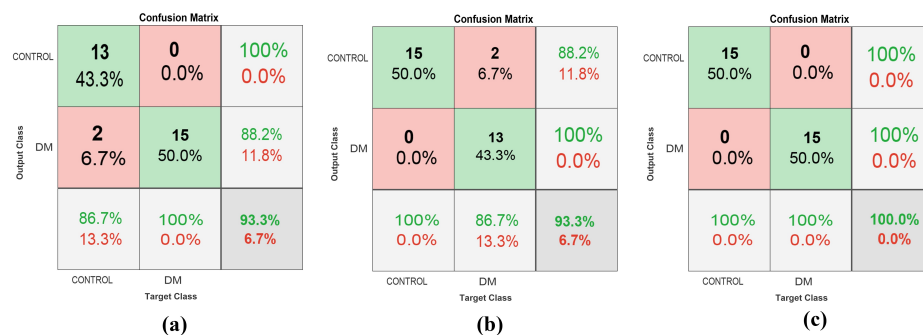 Confusion Matrix
CONTROL
13
43.3%
0
0.0%
100%
0.0%
DM
2
6.7%
15
50.0%
88.2%
11.8%
86.7%
13.3%
100%
0.0%
93.3%
6.7%
Output Class
CONTROL DM
Target Class
(a)
Confusion Matrix
CONTROL
15
50.0%
2
6.7%
88.2%
11.8%
DM
0
0.0%
13
43.3%
100%
0.0%
100%
0.0%
86.7%
13.3%
93.3%
6.7%
Output Class
CONTROL DM
Target Class
(b)
Confusion Matrix
CONTROL
15
50.0%
0
0.0%
100%
0.0%
DM
0
0.0%
15
50.0%
100%
0.0%
100%
0.0%
100%
0.0%
100.0%
0.0%
Output Class
CONTROL DM
Target Class
(c)